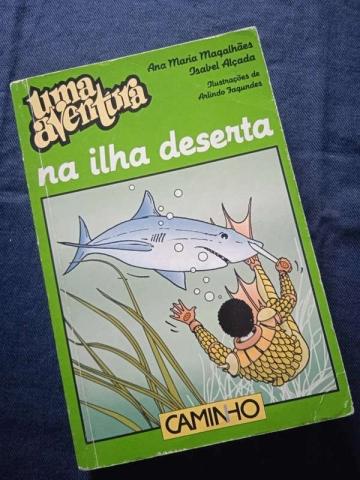 Ana Maria Magalhães
Isabel Alçada
Ilustrações de
Arlindo Fagundes
uma
aventura
na ilha deserta
CAMINHO